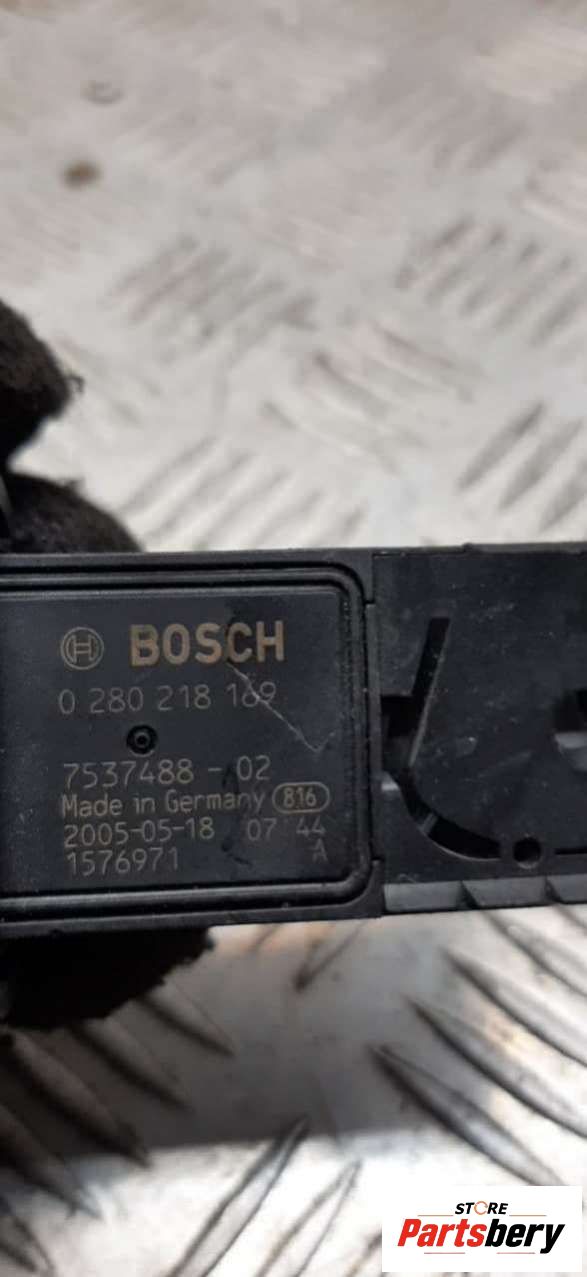 BOSCH
0 280 218 169
7537488 - 02
Made in Germany 816
2005-05-18 07 44
1576971 A
STORE
Partsbery